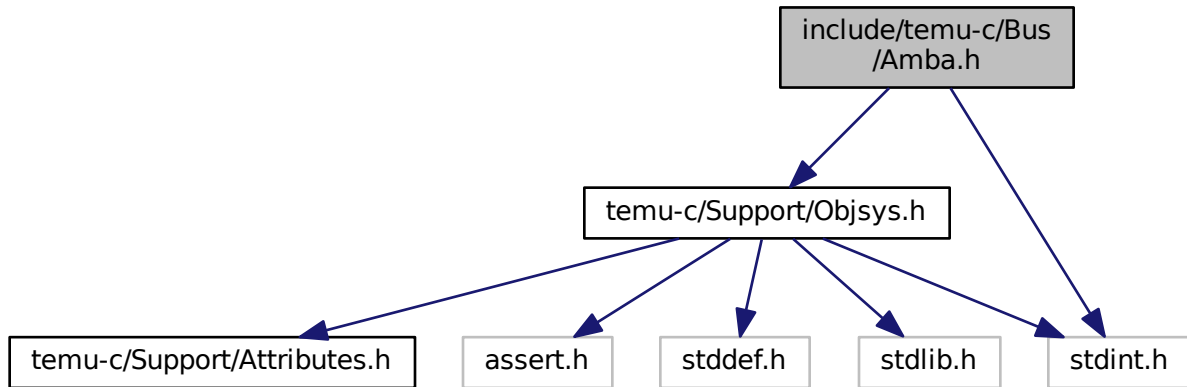 include/temu-c/Bus
/Amba.h
temu-c/Support/Objsys.h
temu-c/Support/Attributes.h
assert.h
stddef.h
stdlib.h
stdint.h